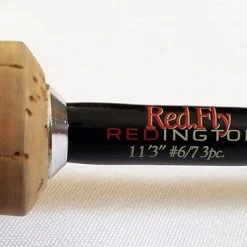 Red.Fly
REDINGTON
11'3" #6/7 3pc.